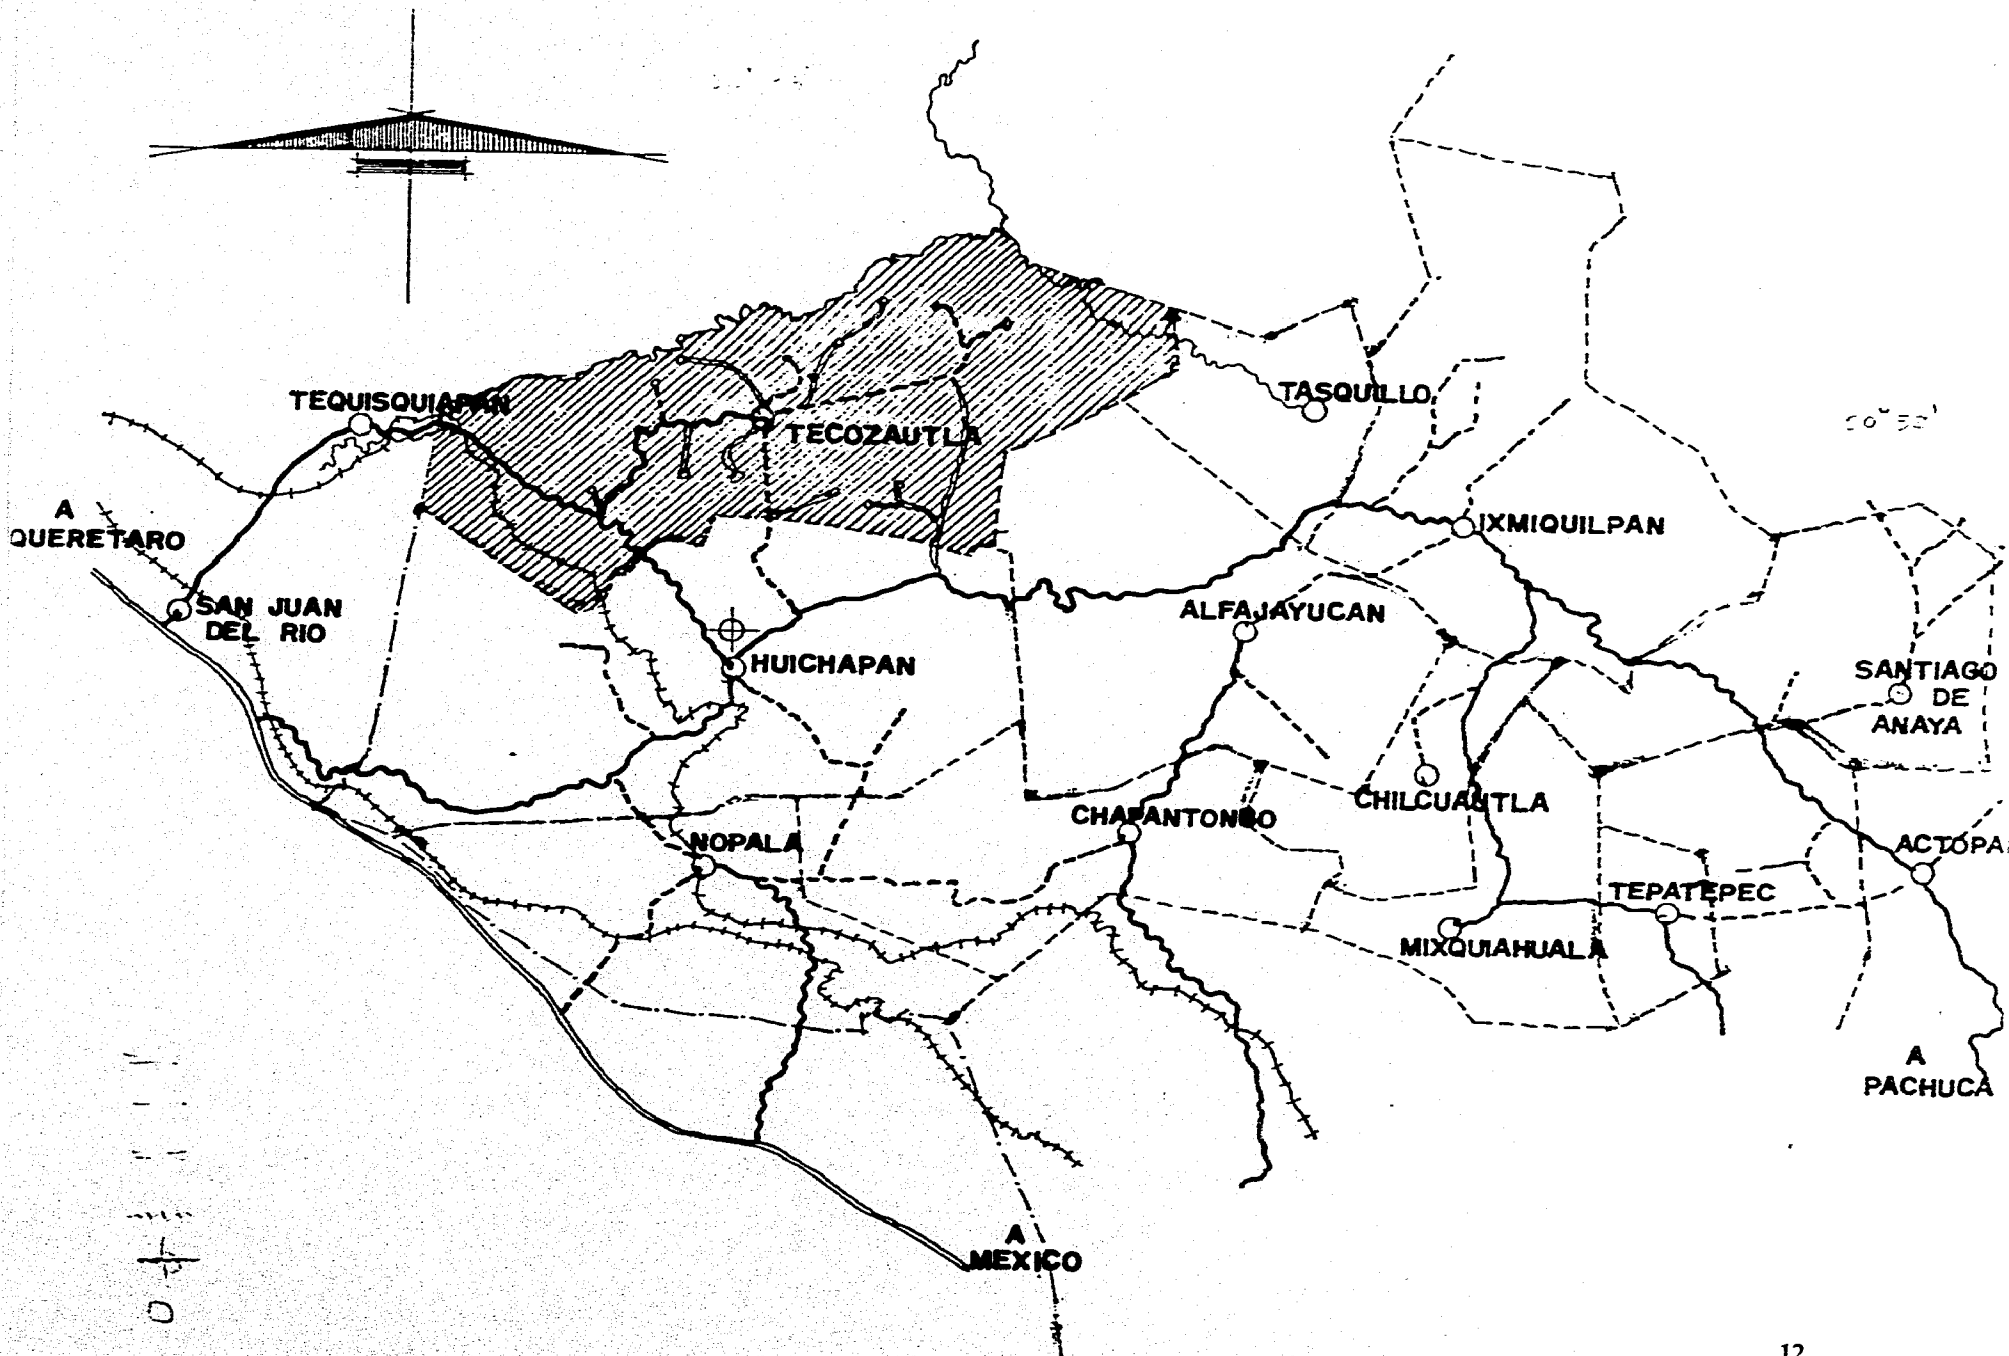 TEQUISQUIAPAN
TASQUILLO
TECOZAUTLA
A
QUERETARO
IXMIQUILPAN
SAN JUAN
DEL RIO
ALFAJAYUCAN
HUICHAPAN
SANTIAGO
DE
ANAYA
CHILCUAUTLA
CHAPANTONGO
NOPALA
ACTOPA
TEPATEPEC
MIXQUIAHUALA
A
PACHUCA
A
MEXICO
12